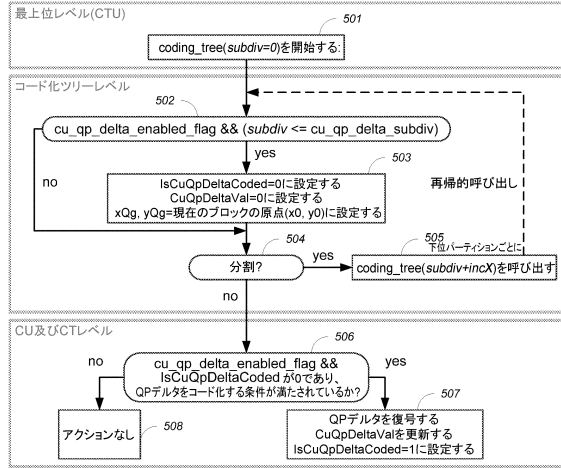 最上位レベル(CTU)
501
coding_tree(subdiv=0)を開始する:
コード化ツリーレベル
502
cu_qp_delta_enabled_flag && (subdiv <= cu_qp_delta_subdiv)
yes
503
no
IsCuQpDeltaCoded=0に設定する
CuQpDeltaVal=0に設定する
xQg, yQg=現在のブロックの原点(x0, y0)に設定する
再帰的呼び出し
504
505
下位パーティションごとに
分割?
yes
coding_tree(subdiv+incX)を呼び出す
no
CU及びCTレベル
506
no
cu_qp_delta_enabled_flag &&
IsCuQpDeltaCoded が0であり、
QPデルタをコード化する条件が満たされているか?
yes
507
アクションなし
508
QPデルタを復号する
CuQpDeltaValを更新する
IsCuQpDeltaCoded=1に設定する